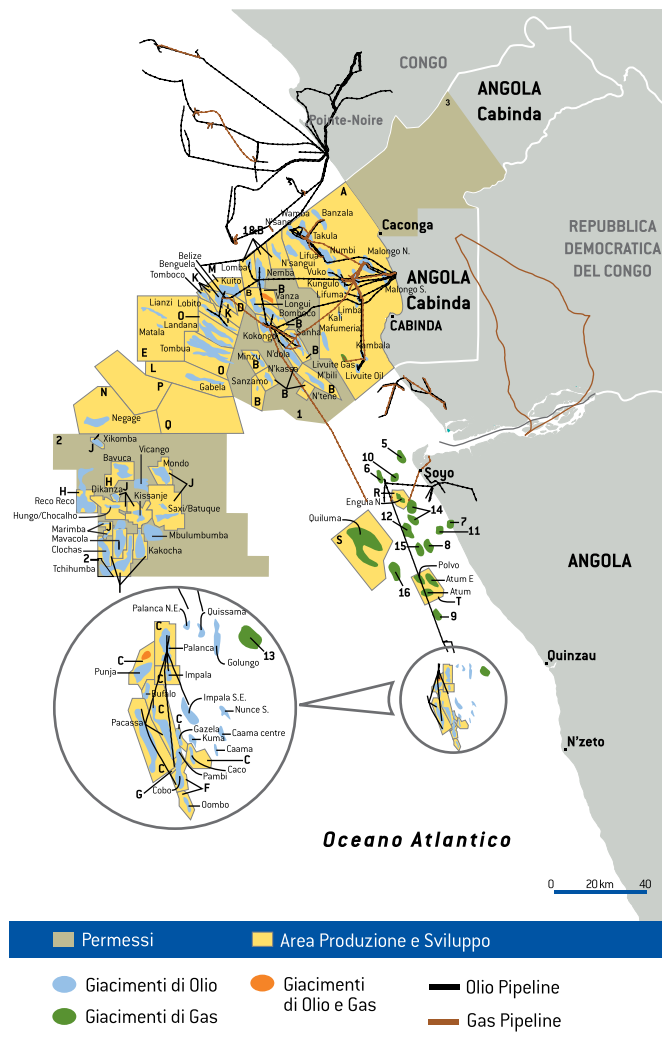 CONGO
ANGOLA
Cabinda
3
Pointe-Noire
A
Wamba
Banzala
N'sano
1&B
Takula
Caconga
REPUBBLICA
DEMOCRATICA
DEL CONGO
Lifua
Numbi
Malongo N.
Belize
Benguela
Tomboco
M
Lomba
N'sangui
K
Kuito
Nemba
Vuko
Kungulo
ANGOLA
Cabinda
B
B
Vanza
Lifuma
Malongo S.
Lianzi
Lobito
B
Longui
Bomboco
Limba
Kali
O
K
B
Mafumeria
CABINDA
Landana
Sanha
Matala
Kokongo
Kambala
Tombua
E
Minzu
N'dola
B
B
Livuite Gas
L
O
N'kassa
M'bili
Livuite Oil
P
Gabela
Sanzamo
B
B
N
B
N'tene
Negage
Q
1
2
Xikomba
J
Vicango
Bavuca
Mondo
5
10
6
Soyo
H
Dikanza
J
J
H
Reco Reco
Kissanje
R
Enguia N.
Hungo/Chocalho
Saxi/Batuque
14
Quiluma
12
7
Marimba
J
Mbulumbumba
11
Mavacola
Clochas
Kakocha
S
15
8
2
Tchihumba
ANGOLA
Polvo
16
Atum E
Atum
T
9
Palanca N.E.
Quissama
C
Palanca
13
Golungo
C
Punja
C
Impala
Quinzau
Bufalo
Impala S.E.
C
Nunce S.
Pacassa
C
Gazela
Caama centre
Kuma
Caama
N'zeto
C
C
Caco
Pambi
G
Cobo
F
Oombo
Oceano Atlantico
0 20 km 40
Permessi
Area Produzione e Sviluppo
Giacimenti di Olio
Giacimenti
di Olio e Gas
Olio Pipeline
Giacimenti di Gas
Gas Pipeline